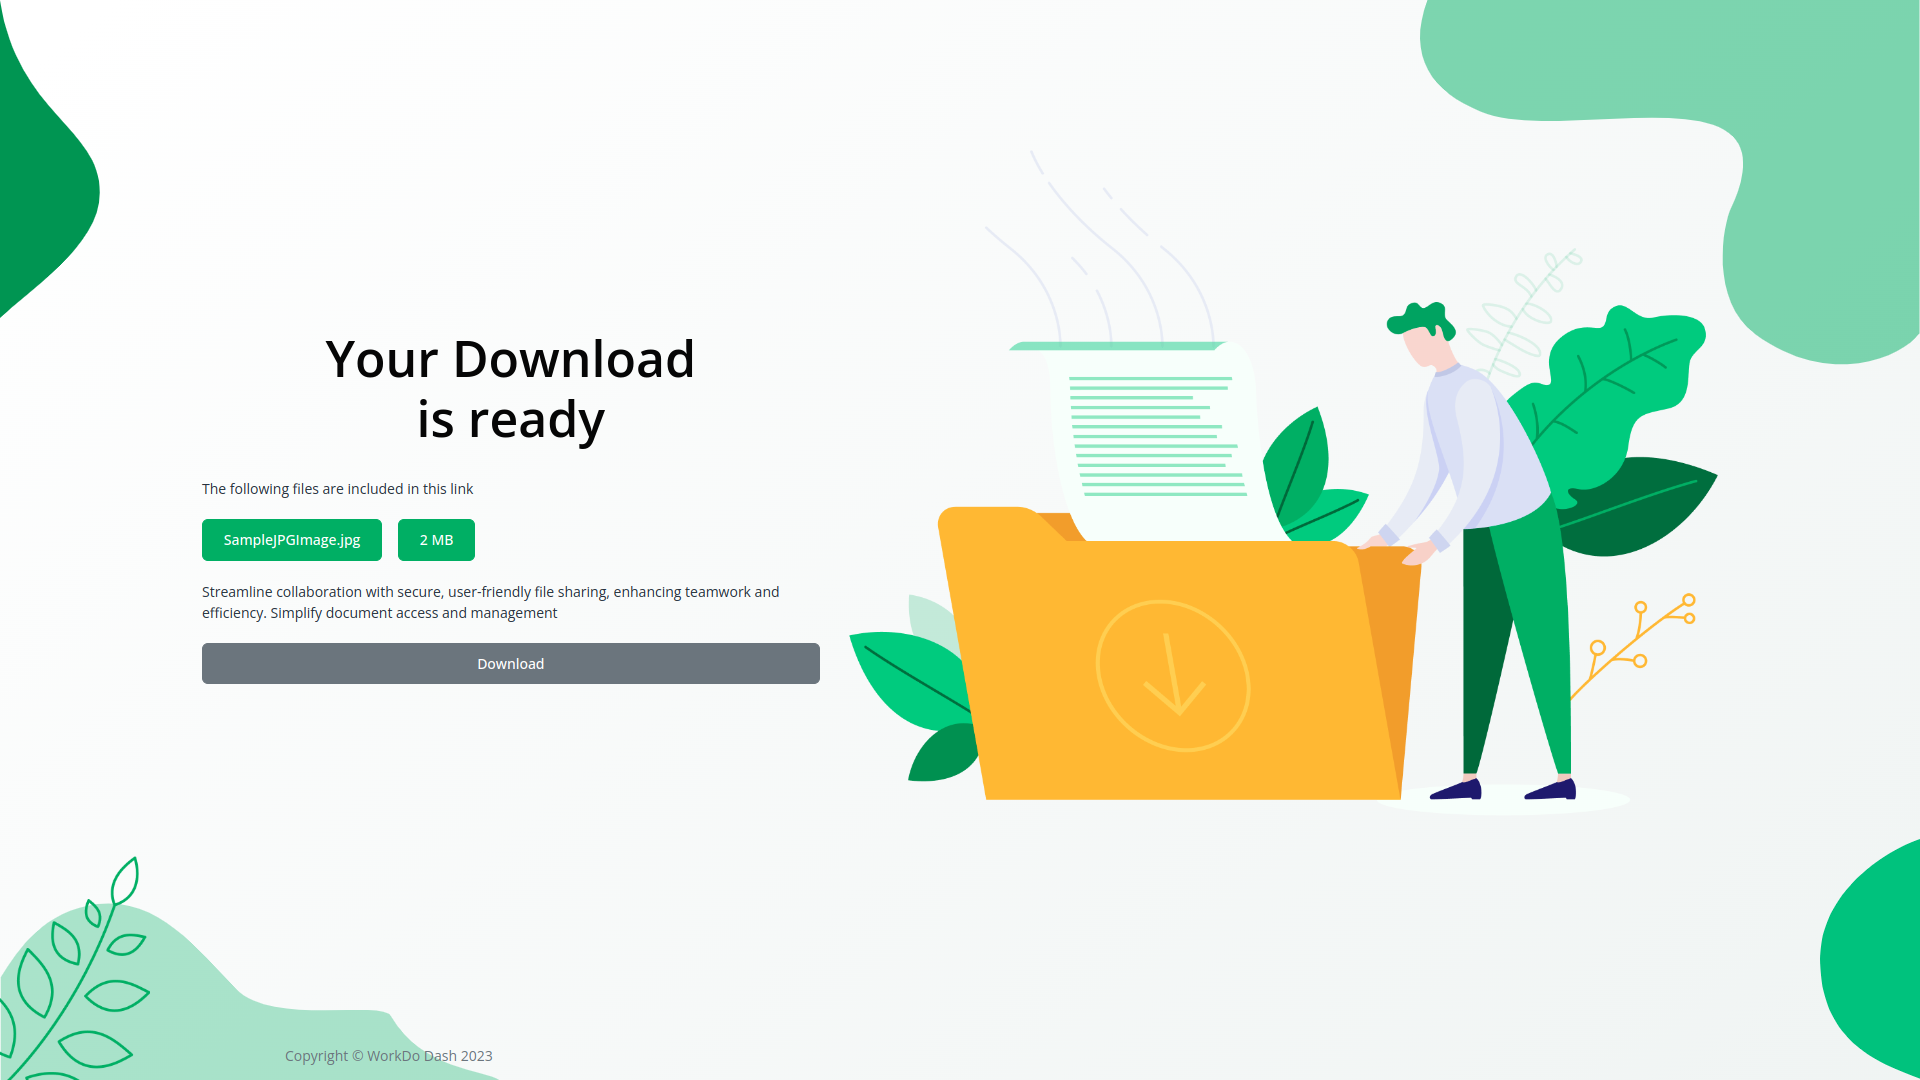 Your Download
is ready
The following files are included in this link
SampleJPGImage.jpg
2 MB
Streamline collaboration with secure, user-friendly file sharing, enhancing teamwork and
efficiency. Simplify document access and management
Download
Copyright © WorkDo Dash 2023